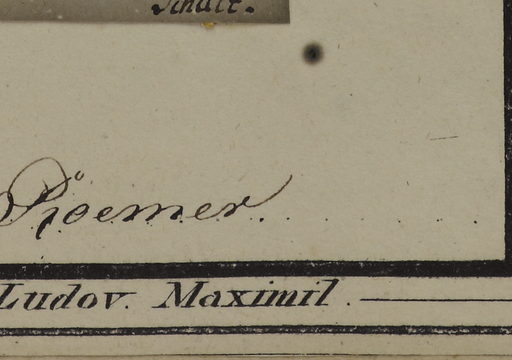 Roemer.
Ludov. Maximil.